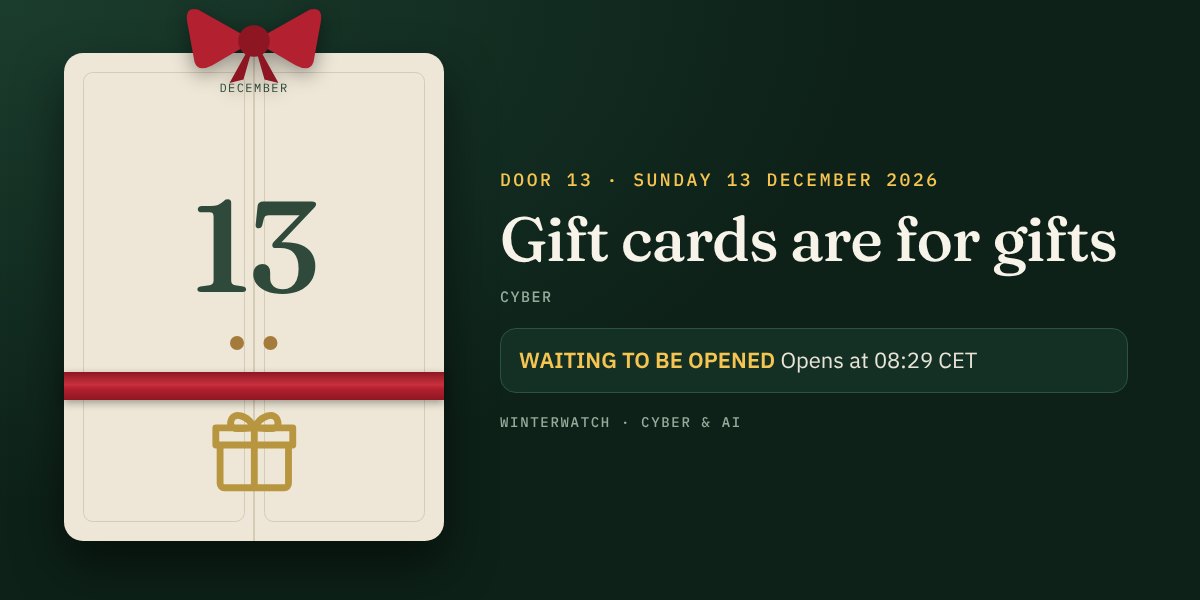 DECEMBER
13
DOOR 13 · SUNDAY 13 DECEMBER 2026
Gift cards are for gifts
CYBER
WAITING TO BE OPENED Opens at 08:29 CET
WINTERWATCH · CYBER & AI